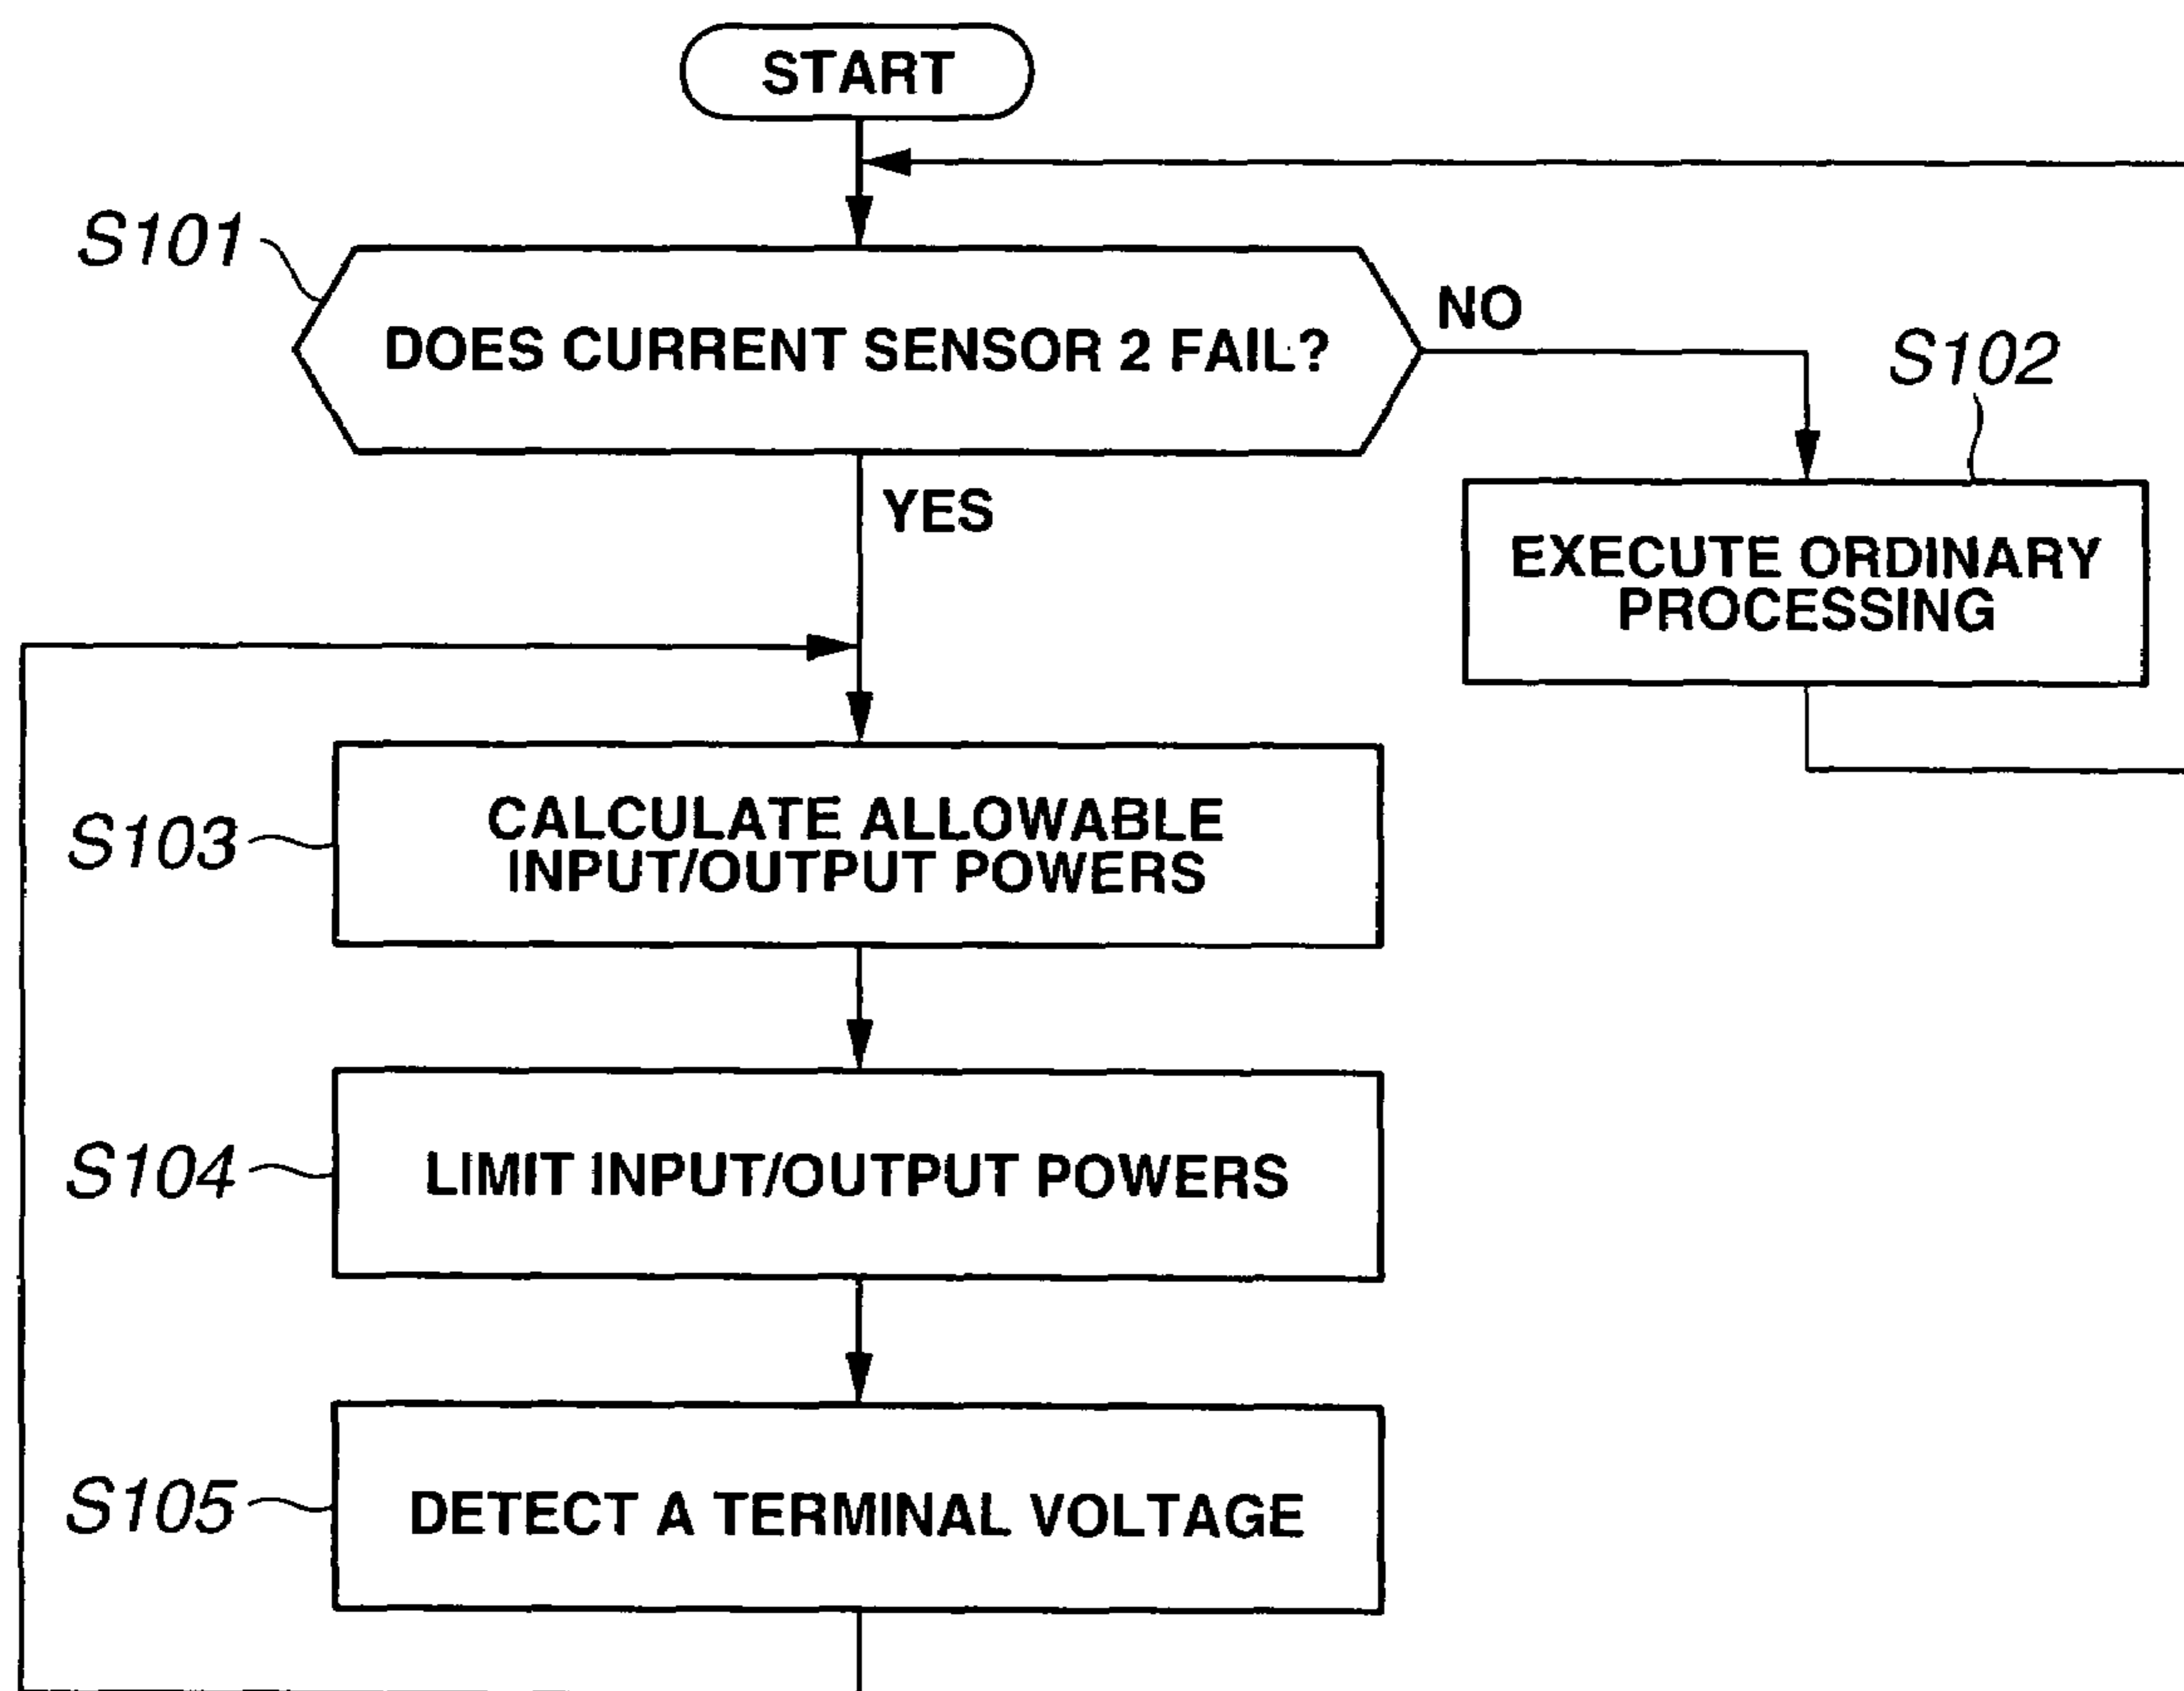 START
S101
DOES CURRENT SENSOR 2 FAIL?
NO
S102
YES
EXECUTE ORDINARY
PROCESSING
S103
CALCULATE ALLOWABLE
INPUT/OUTPUT POWERS
S104
LIMIT INPUT/OUTPUT POWERS
S105
DETECT A TERMINAL VOLTAGE